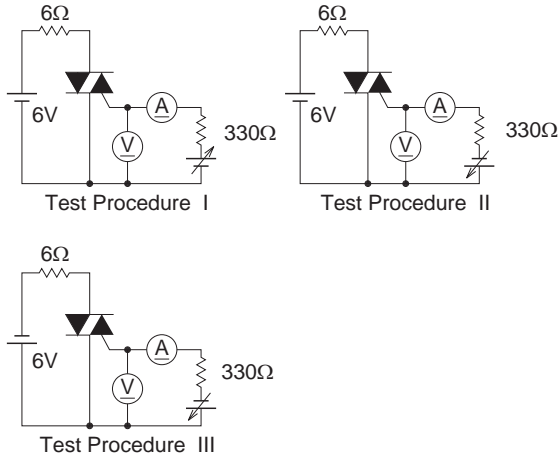 6Ω
6V
A
V
330Ω
Test Procedure I
6Ω
6V
A
V
330Ω
Test Procedure II
6Ω
6V
A
V
330Ω
Test Procedure III